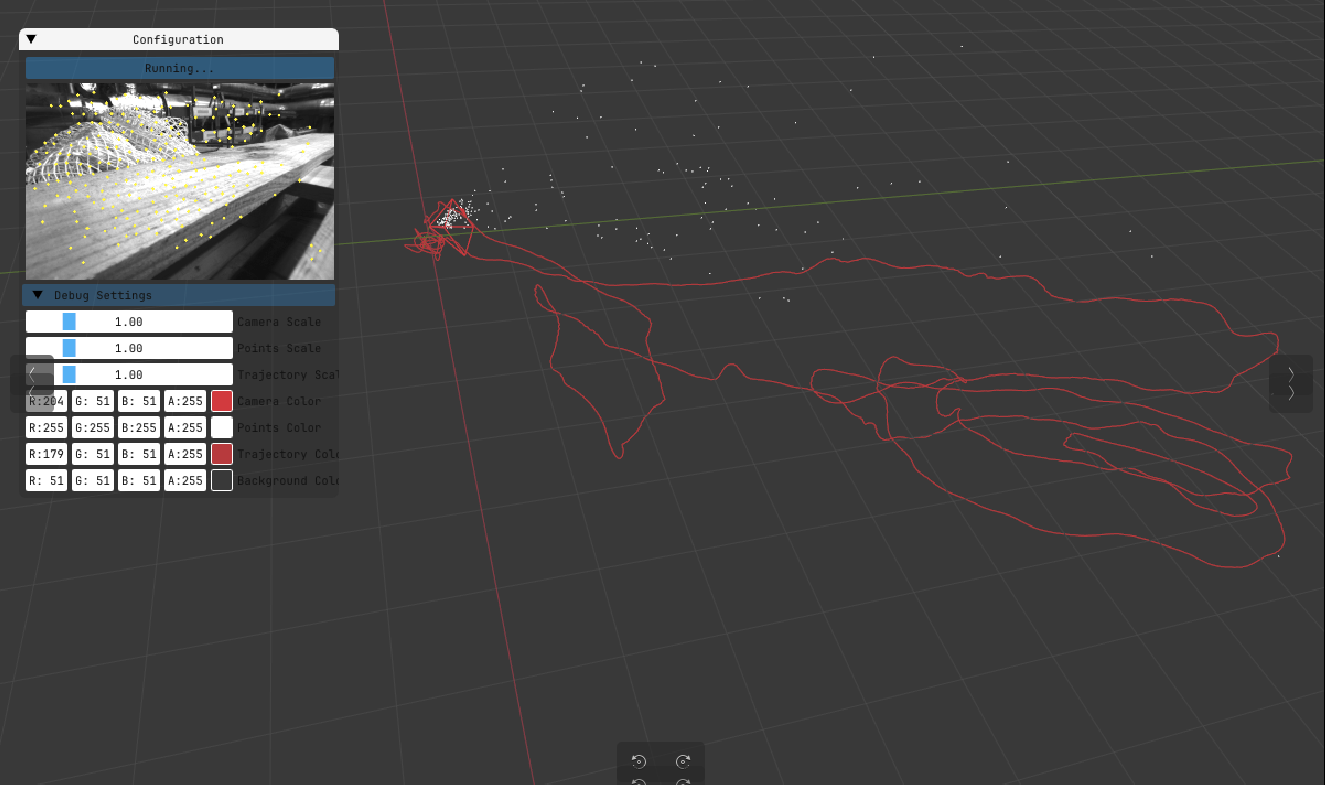 Configuration
Running...
Debug Settings
1.00 Camera Scale
1.00 Points Scale
1.00 Trajectory Scal
R:204 G: 51 B: 51 A:255 Camera Color
R:255 G:255 B:255 A:255 Points Color
R:179 G: 51 B: 51 A:255 Trajectory Colo
R: 51 G: 51 B: 51 A:255 Background Colo